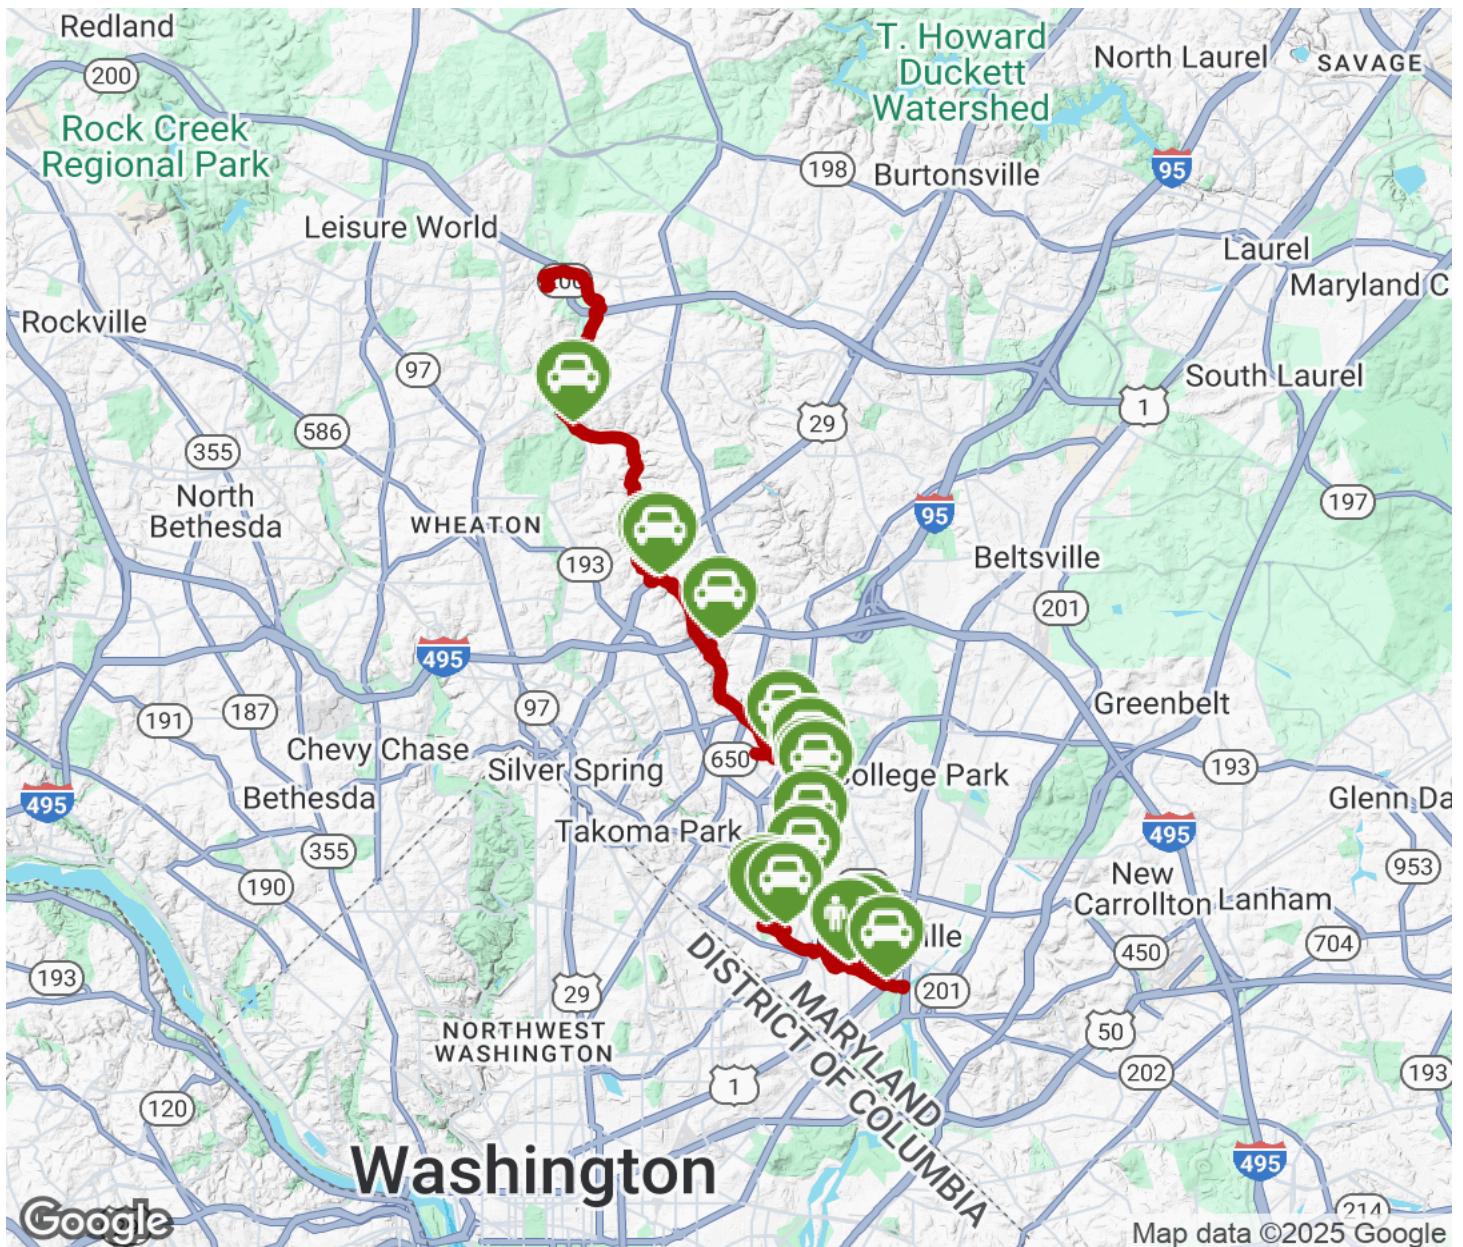 Redland
200
Rock Creek
Regional Park
T. Howard
Duckett
Watershed
North Laurel
SAVAGE
95
198
Burtonsville
Leisure World
Laurel
Maryland C
Rockville
97
South Laurel
1
29
586
355
North
Bethesda
WHEATON
193
95
197
Beltsville
201
495
97
191
187
Chevy Chase
Silver Spring
650
Greenbelt
193
ollege Park
495
Bethesda
Glenn Da
Takoma Park
495
355
190
953
New
Carrollton
Lanham
ille
450
704
193
29
201
DISTRICT OF COLUMBIA
MARYLAND
NORTHWEST
WASHINGTON
50
1
202
193
120
Washington
495
214
Google
Map data ©2025 Google